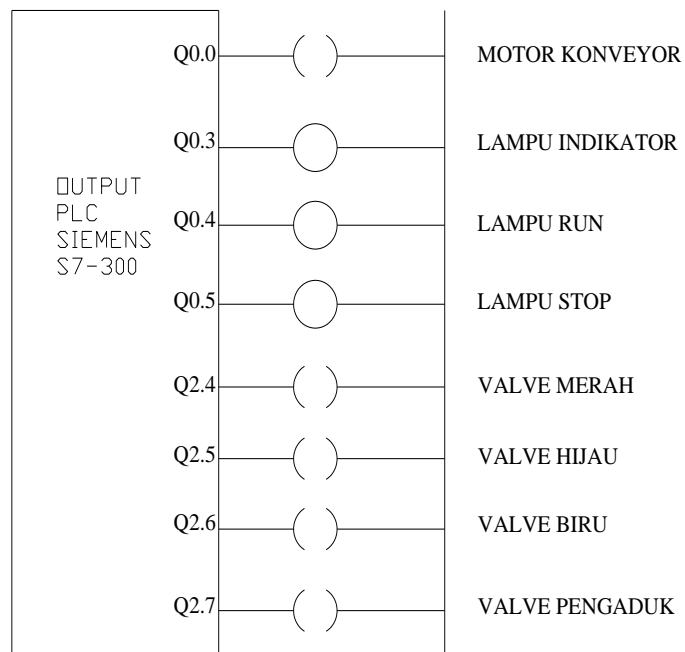 Q0.0 MOTOR KONVEYOR
Q0.3 LAMPU INDIKATOR
OUTPUT
PLC
SIEMENS
S7-300
Q0.4 LAMPU RUN
Q0.5 LAMPU STOP
Q2.4 VALVE MERAH
Q2.5 VALVE HIJAU
Q2.6 VALVE BIRU
Q2.7 VALVE PENGADUK